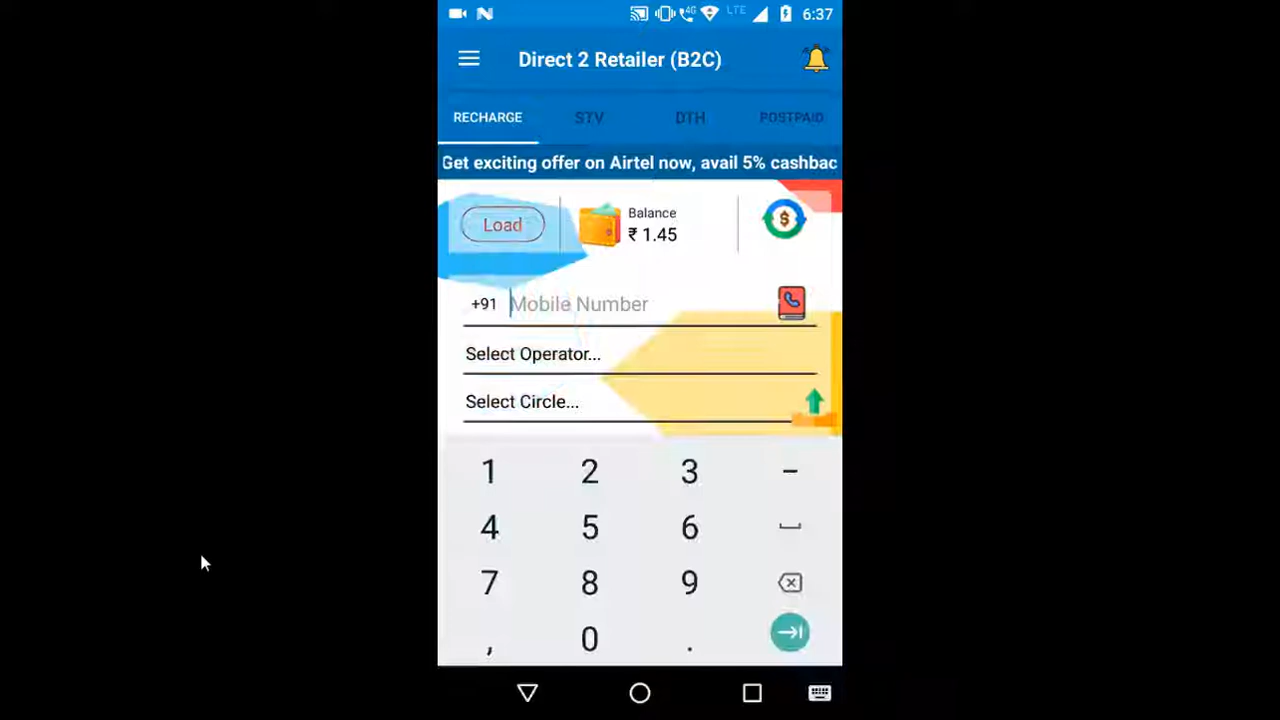 4G LTE 6:37
Direct 2 Retailer (B2C)
RECHARGE STV DTH POSTPAID
Get exciting offer on Airtel now, avail 5% cashbac
Load Balance
₹ 1.45
+91 Mobile Number
Select Operator...
Select Circle...
1 2 3 -
4 5 6
7 8 9
, 0 .